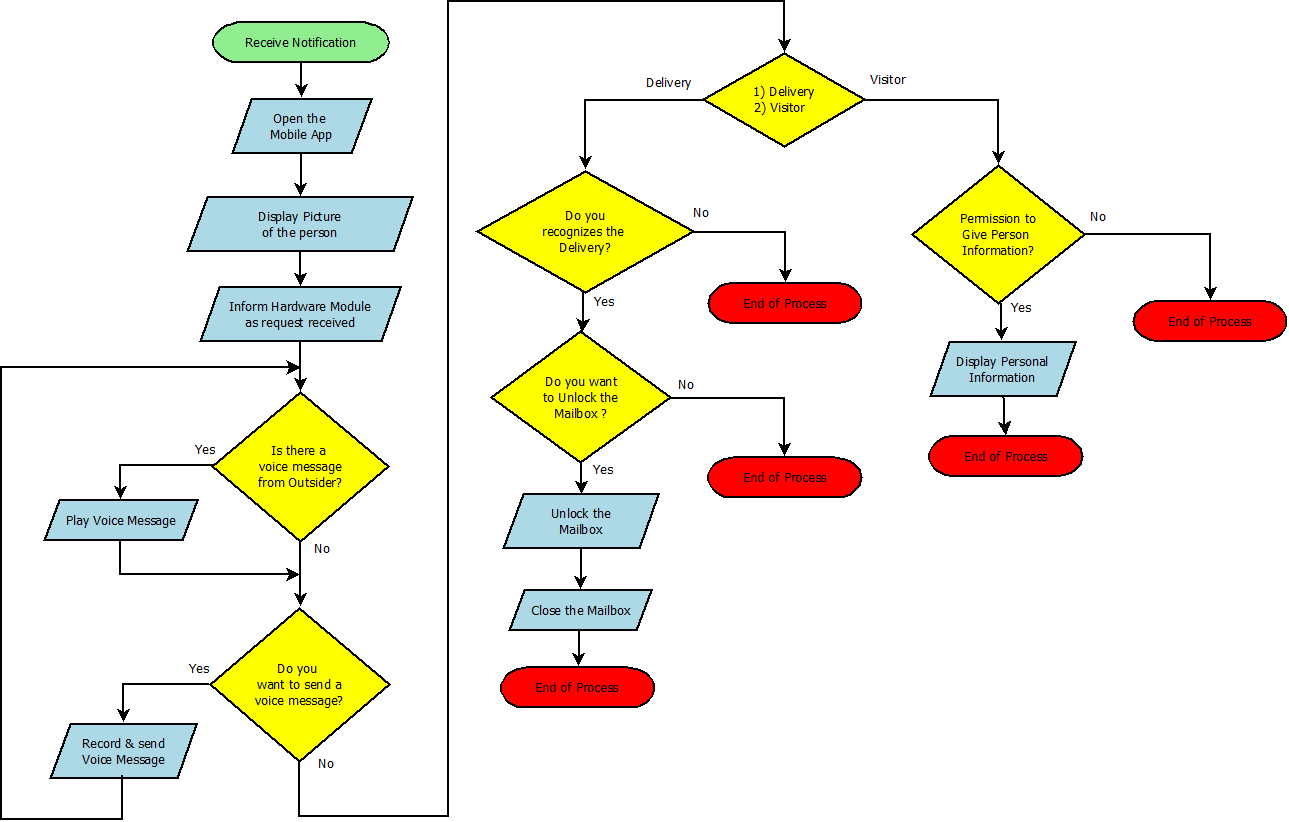 Receive Notification
Open the
Mobile App
Display Picture
of the person
Inform Hardware Module
as request received
Is there a
voice message
from Outsider?
Yes
Play Voice Message
No
Do you
want to send a
voice message?
Yes
Record & send
Voice Message
No
1) Delivery
2) Visitor
Delivery
Visitor
Do you
recognizes the
Delivery?
No
End of Process
Yes
Do you want
to Unlock the
Mailbox ?
No
End of Process
Yes
Unlock the
Mailbox
Close the Mailbox
End of Process
Permission to
Give Person
Information?
No
End of Process
Yes
Display Personal
Information
End of Process